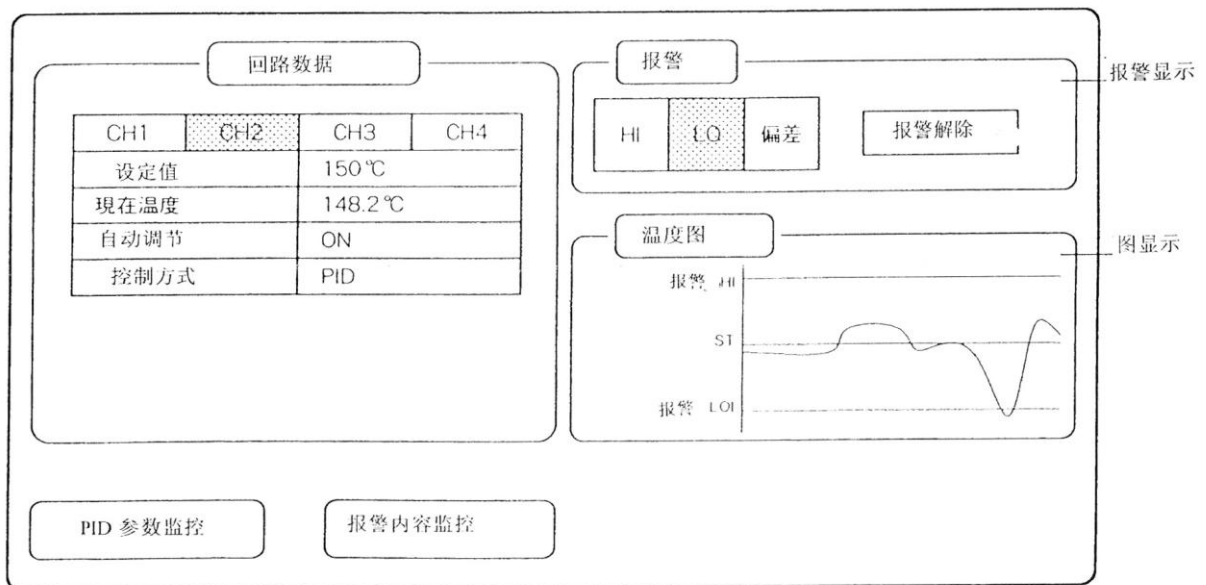 回路数据
CH1 CH2 CH3 CH4
设定值 150℃
現在温度 148.2℃
自动调节 ON
控制方式 PID
报警
HI LO 偏差 报警解除
报警显示
温度图
图显示
报警 HI
ST
报警 LOI
PID 参数监控
报警内容监控